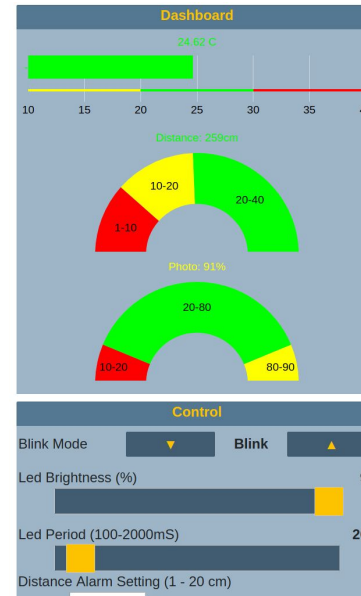 Dashboard
24.62 C
10 15 20 25 30 35
Distance: 259cm
10-20
20-40
1-10
Photo: 91%
20-80
10-20 80-90
Control
Blink Mode ▼ Blink ▲
Led Brightness (%)
Led Period (100-2000mS)
Distance Alarm Setting (1 - 20 cm)